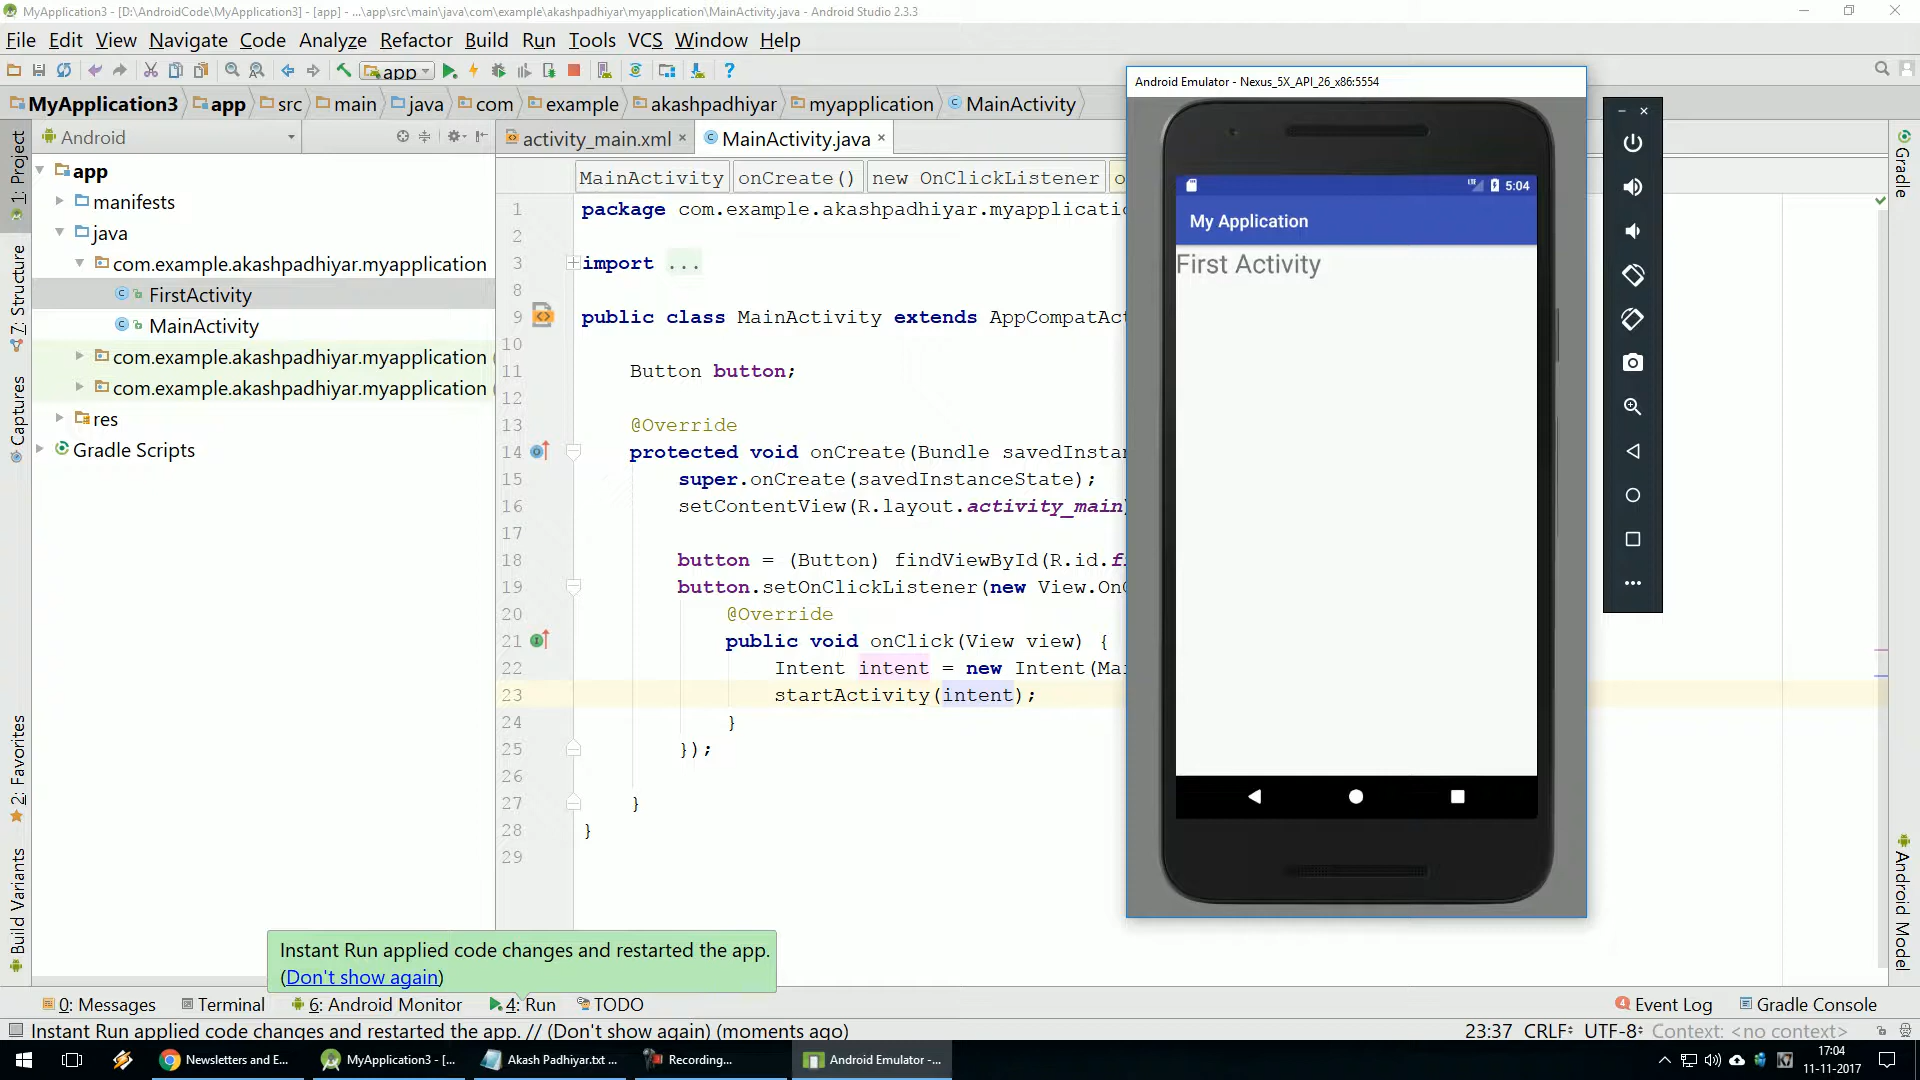 MyApplication3 - [D:\AndroidCode\MyApplication3] - [app] - ...\app\src\main\java\com\example\akashpadhiyar\myapplication\MainActivity.java - Android Studio 2.3.3
File Edit View Navigate Code Analyze Refactor Build Run Tools VCS Window Help
app
MyApplication3 app src main java com example akashpadhiyar myapplication MainActivity
Android
activity_main.xml MainActivity.java
MainActivity onCreate() new OnClickListener
1: Project
7: Structure
Captures
2: Favorites
Build Variants
app
manifests
java
com.example.akashpadhiyar.myapplication
FirstActivity
MainActivity
com.example.akashpadhiyar.myapplication
com.example.akashpadhiyar.myapplication
res
Gradle Scripts
1 package com.example.akashpadhiyar.myapplicatio
2
3 import ...
8
9 public class MainActivity extends AppCompatAct
10
11 Button button;
12
13 @Override
14 protected void onCreate(Bundle savedInstan
15 super.onCreate(savedInstanceState);
16 setContentView(R.layout.activity_main)
17
18 button = (Button) findViewById(R.id.f
19 button.setOnClickListener(new View.OnC
20 @Override
21 public void onClick(View view) {
22 Intent intent = new Intent(Ma
23 startActivity(intent);
24 }
25 });
26
27 }
28 }
29
Android Emulator - Nexus_5X_API_26_x86:5554
LTE 5:04
My Application
First Activity
Gradle
Android Model
Instant Run applied code changes and restarted the app.
(Don't show again)
0: Messages Terminal 6: Android Monitor 4: Run TODO
4 Event Log Gradle Console
Instant Run applied code changes and restarted the app. // (Don't show again) (moments ago)
23:37 CRLF UTF-8 Context: <no context>
Newsletters and E... MyApplication3 - [... Akash Padhiyar.txt ... Recording... Android Emulator -...
17:04
11-11-2017